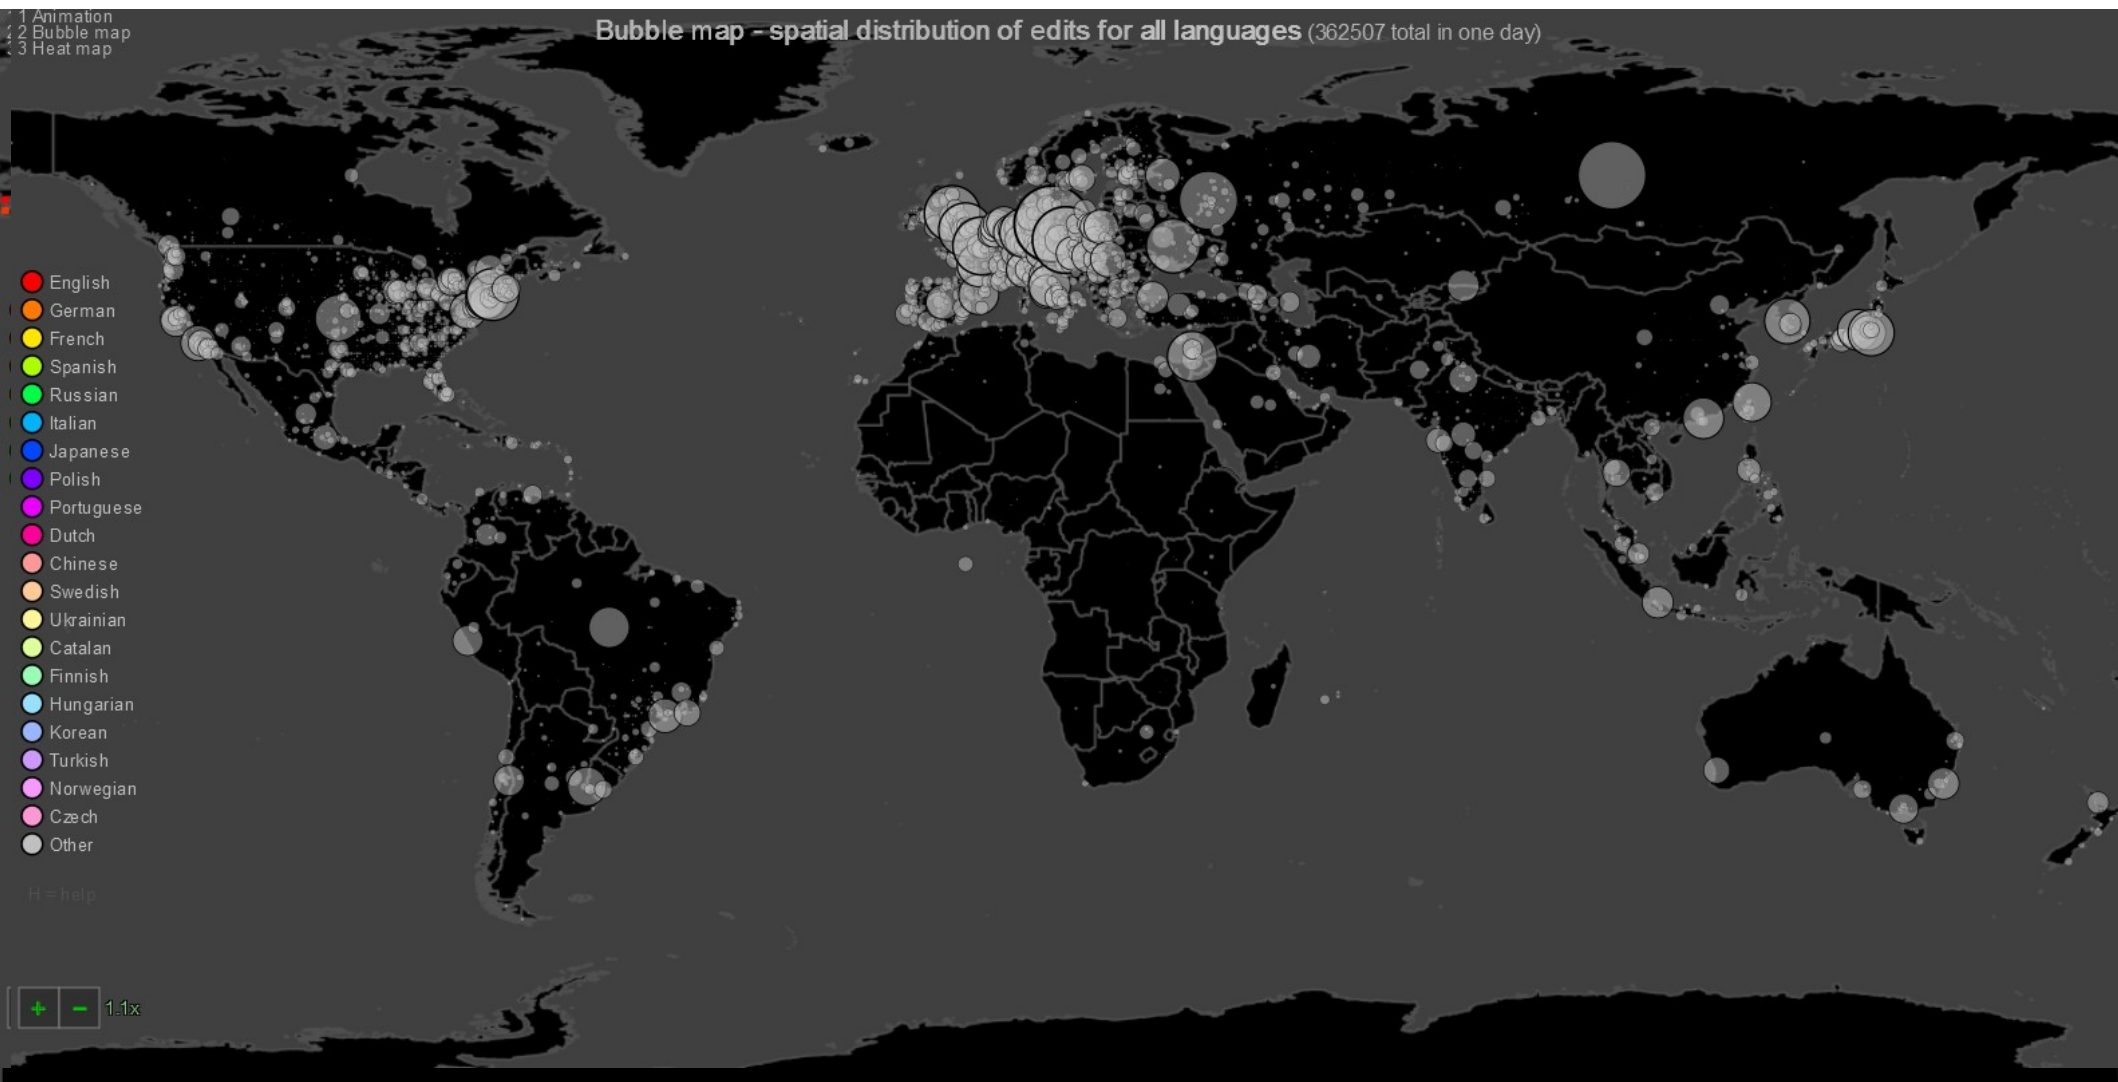 1 Animation
2 Bubble map
3 Heat map
Bubble map - spatial distribution of edits for all languages (362507 total in one day)
English
German
French
Spanish
Russian
Italian
Japanese
Polish
Portuguese
Dutch
Chinese
Swedish
Ukrainian
Catalan
Finnish
Hungarian
Korean
Turkish
Norwegian
Czech
Other
H = help
+ − 1.1x